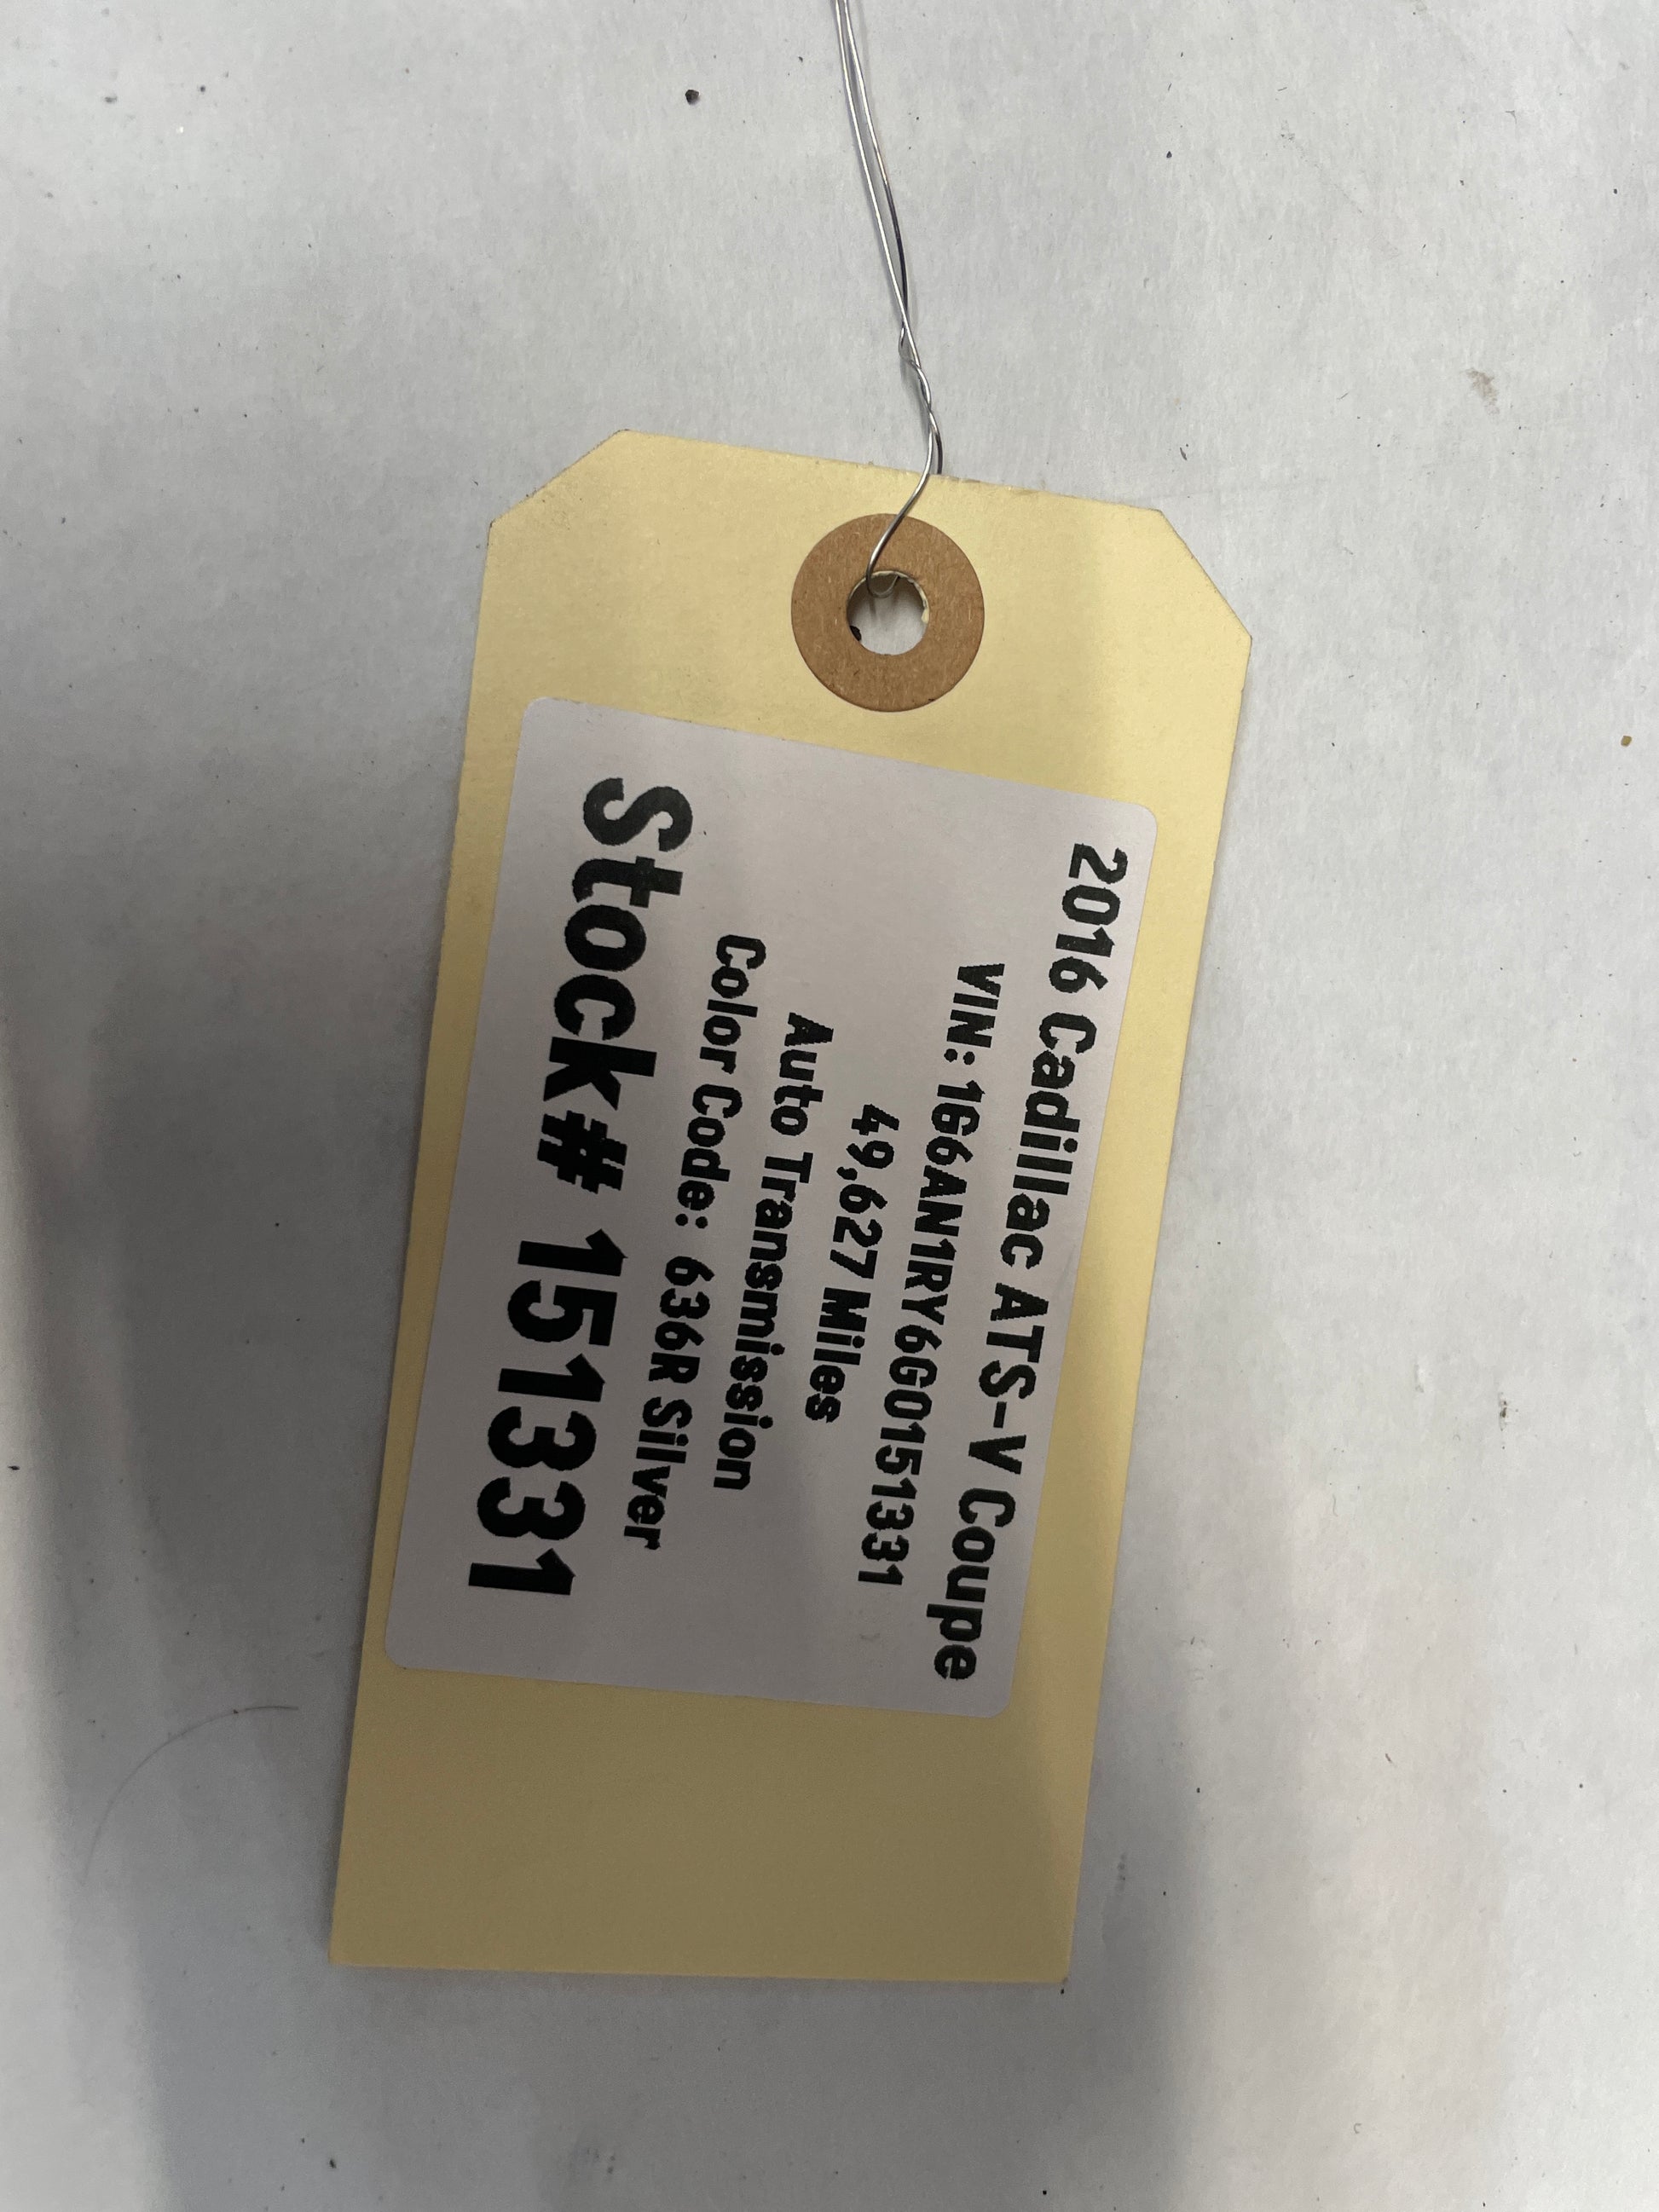 2016 Cadillac ATS-V Coupe
VIN: 1G6AN1RY6G0151331
49,627 Miles
Auto Transmission
Color Code: 636R Silver
Stock# 151331